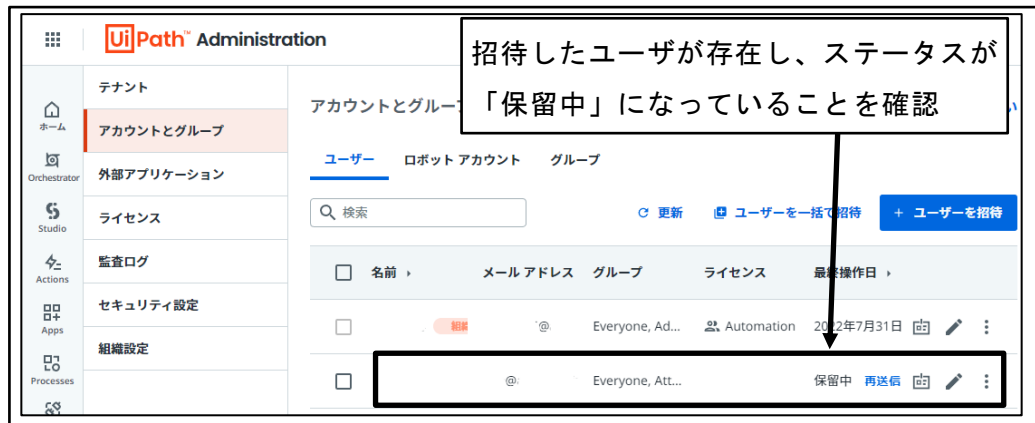 UiPath™ Administration
招待したユーザが存在し、ステータスが
「保留中」になっていることを確認
テナント
アカウントとグループ
外部アプリケーション
ライセンス
監査ログ
セキュリティ設定
組織設定
ホーム
Orchestrator
Studio
Actions
Apps
Processes
アカウントとグルー
い
ユーザー ロボット アカウント グループ
検索 更新 ユーザーを一括で招待 + ユーザーを招待
名前 メール アドレス グループ ライセンス 最終操作日
組織 @ Everyone, Ad... Automation 2022年7月31日
@ Everyone, Att... 保留中 再送信